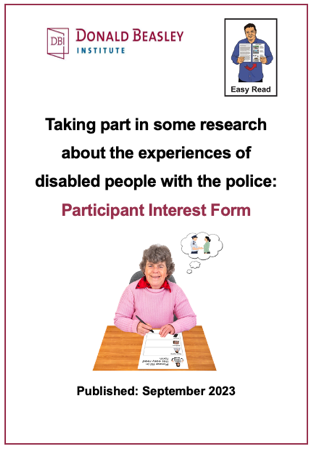 DBI
DONALD BEASLEY
INSTITUTE
Easy Read
Taking part in some research
about the experiences of
disabled people with the police:
Participant Interest Form
Published: September 2023